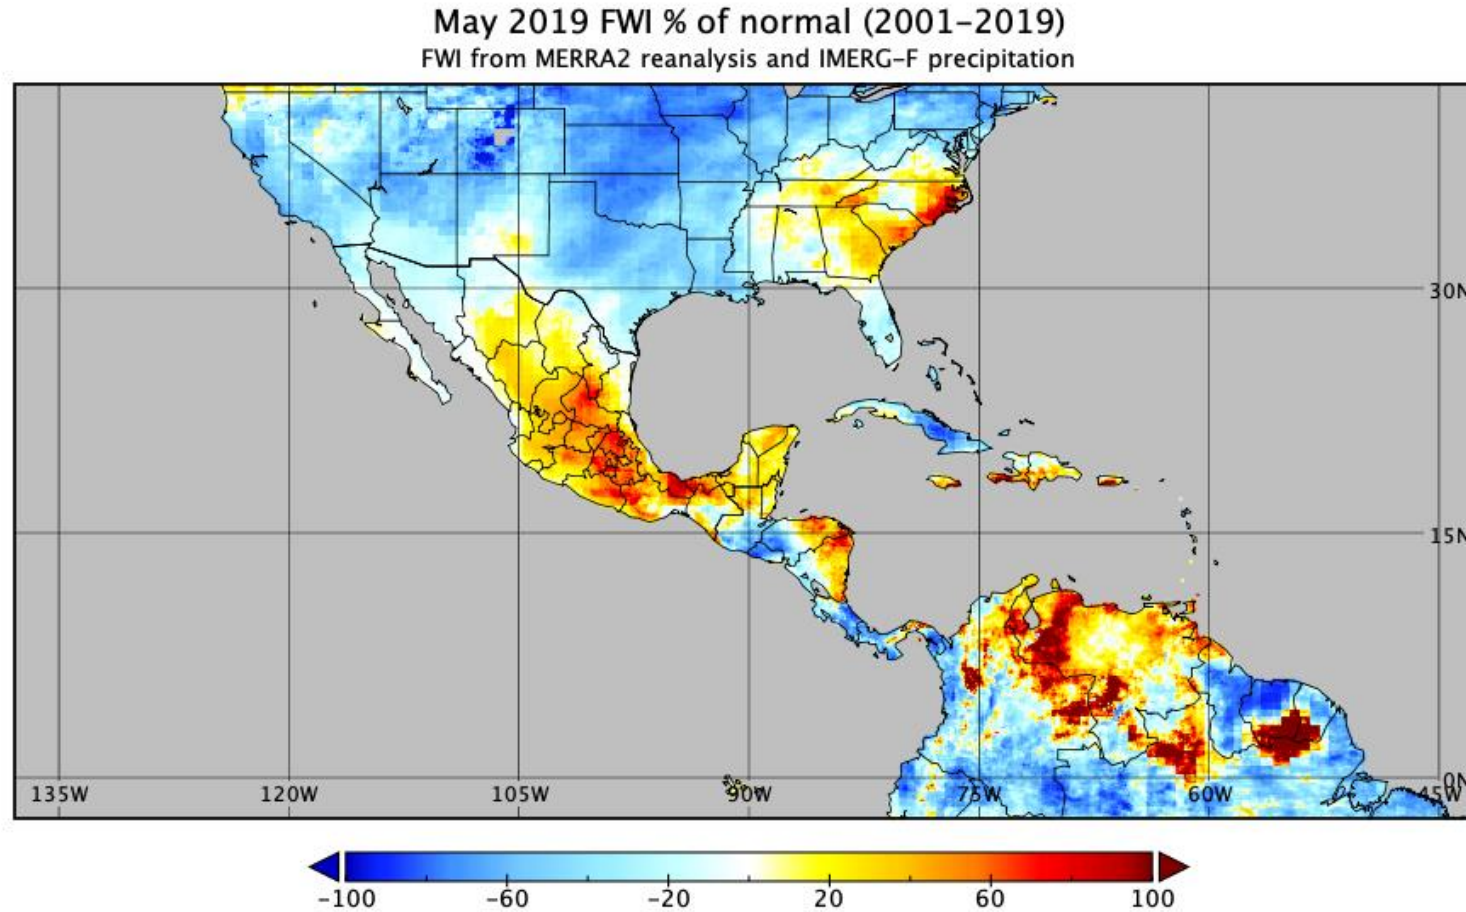 May 2019 FWI % of normal (2001-2019)
FWI from MERRA2 reanalysis and IMERG-F precipitation
30N
15N
0N
135W 120W 105W 90W 75W 60W 45W
-100 -60 -20 20 60 100